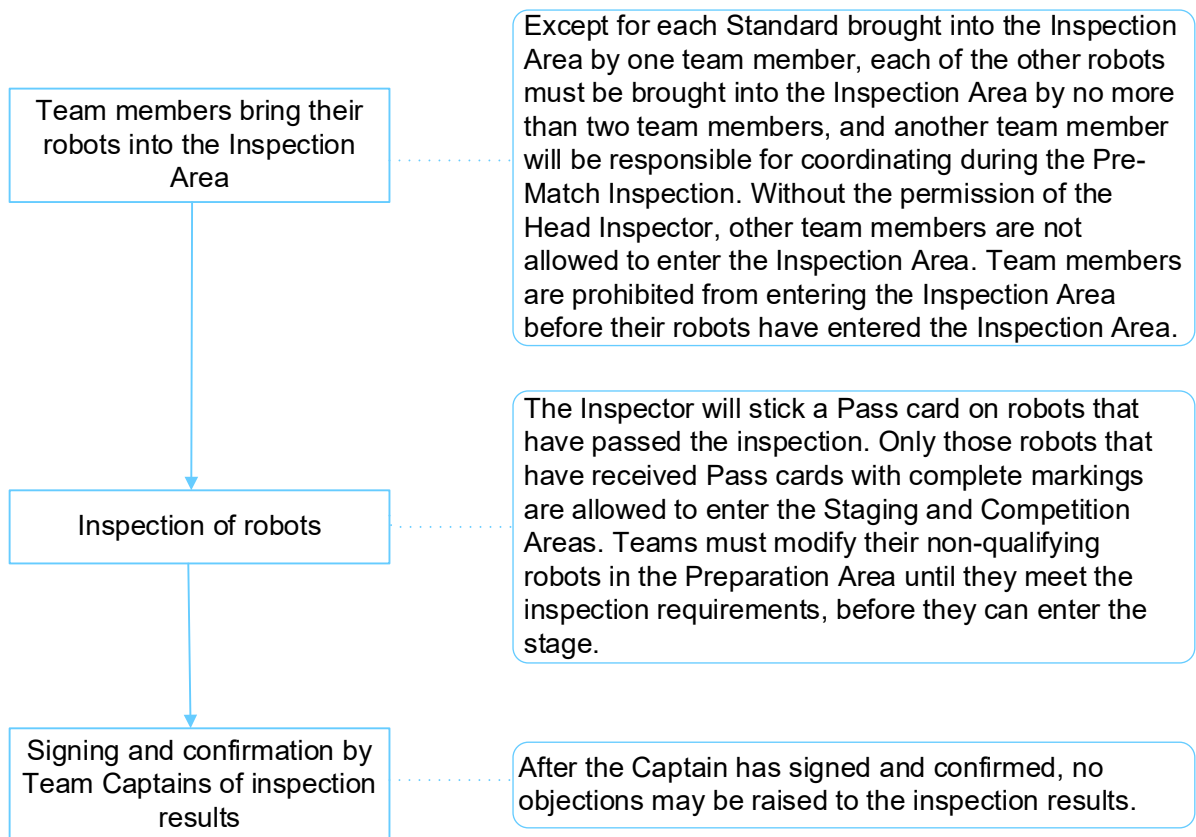 Team members bring their
robots into the Inspection
Area
Except for each Standard brought into the Inspection
Area by one team member, each of the other robots
must be brought into the Inspection Area by no more
than two team members, and another team member
will be responsible for coordinating during the Pre-
Match Inspection. Without the permission of the
Head Inspector, other team members are not
allowed to enter the Inspection Area. Team members
are prohibited from entering the Inspection Area
before their robots have entered the Inspection Area.
Inspection of robots
The Inspector will stick a Pass card on robots that
have passed the inspection. Only those robots that
have received Pass cards with complete markings
are allowed to enter the Staging and Competition
Areas. Teams must modify their non-qualifying
robots in the Preparation Area until they meet the
inspection requirements, before they can enter the
stage.
Signing and confirmation by
Team Captains of inspection
results
After the Captain has signed and confirmed, no
objections may be raised to the inspection results.